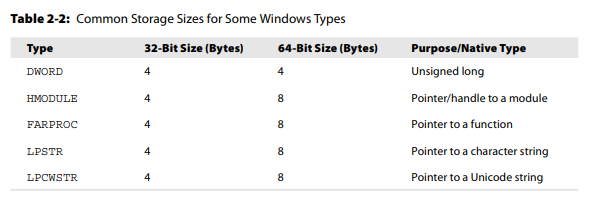 Table 2-2: Common Storage Sizes for Some Windows Types
Type 32-Bit Size (Bytes) 64-Bit Size (Bytes) Purpose/Native Type
DWORD 4 4 Unsigned long
HMODULE 4 8 Pointer/handle to a module
FARPROC 4 8 Pointer to a function
LPSTR 4 8 Pointer to a character string
LPCWSTR 4 8 Pointer to a Unicode string